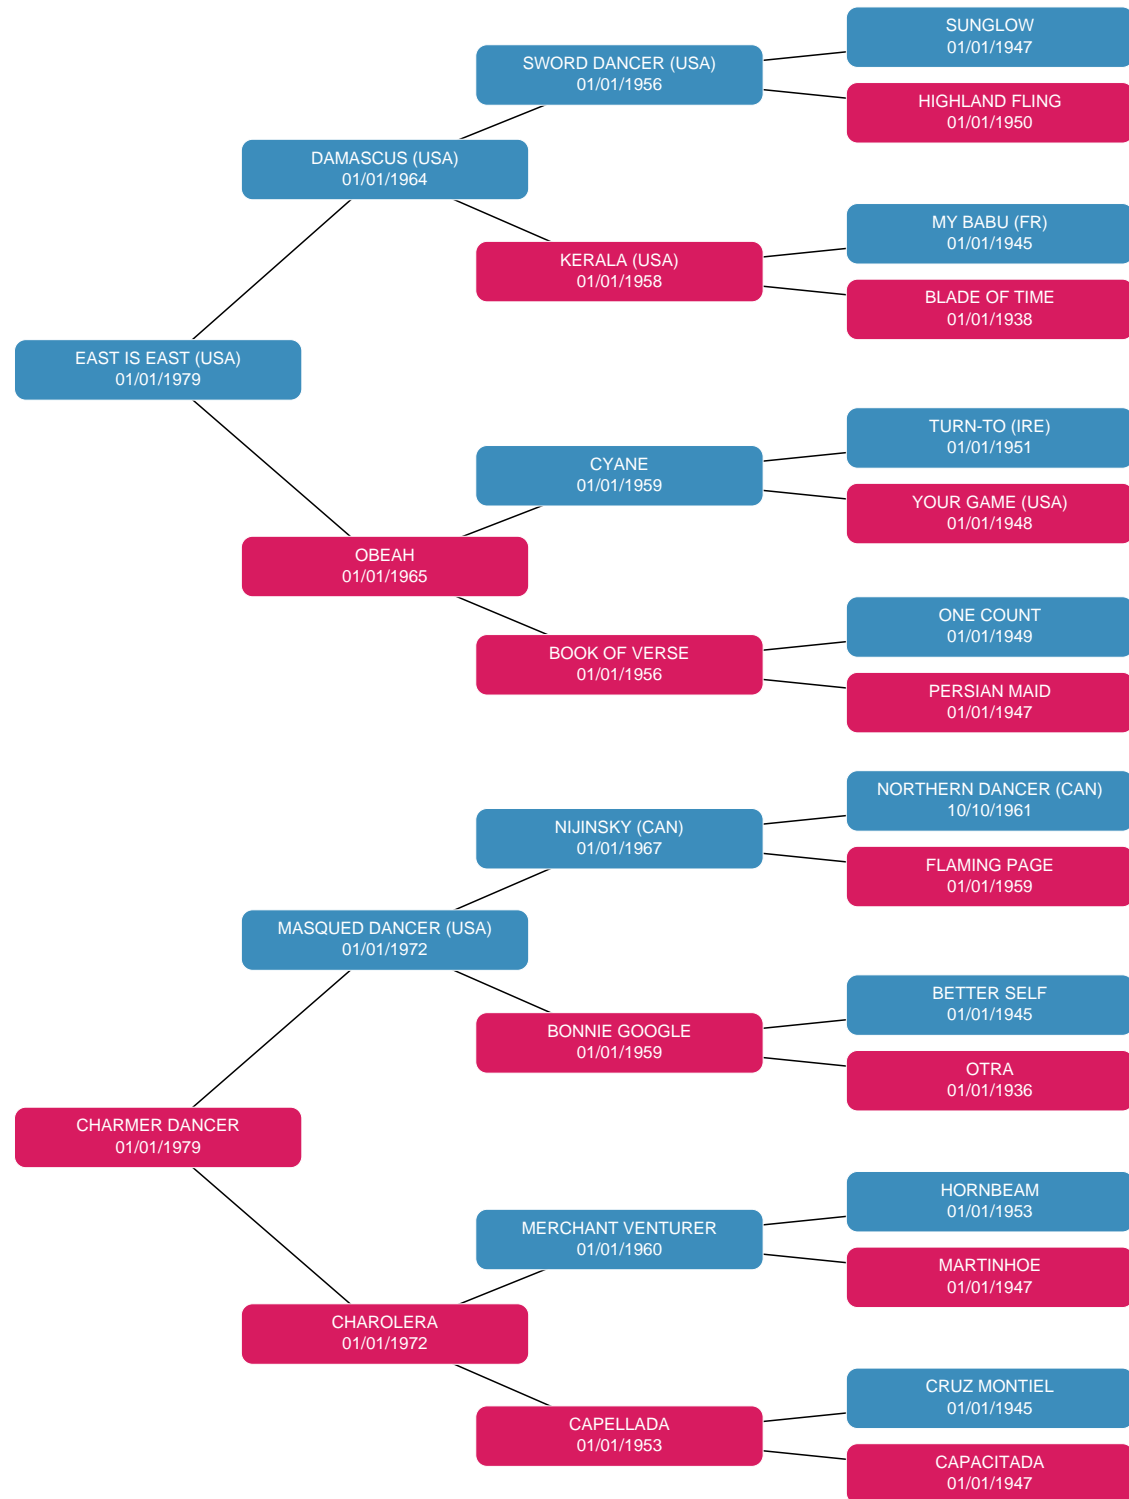 SUNGLOW
01/01/1947
SWORD DANCER (USA)
01/01/1956
HIGHLAND FLING
01/01/1950
DAMASCUS (USA)
01/01/1964
MY BABU (FR)
01/01/1945
KERALA (USA)
01/01/1958
BLADE OF TIME
01/01/1938
EAST IS EAST (USA)
01/01/1979
TURN-TO (IRE)
01/01/1951
CYANE
01/01/1959
YOUR GAME (USA)
01/01/1948
OBEAH
01/01/1965
ONE COUNT
01/01/1949
BOOK OF VERSE
01/01/1956
PERSIAN MAID
01/01/1947
NORTHERN DANCER (CAN)
10/10/1961
NIJINSKY (CAN)
01/01/1967
FLAMING PAGE
01/01/1959
MASQUED DANCER (USA)
01/01/1972
BETTER SELF
01/01/1945
BONNIE GOOGLE
01/01/1959
OTRA
01/01/1936
CHARMER DANCER
01/01/1979
HORNBEAM
01/01/1953
MERCHANT VENTURER
01/01/1960
MARTINHOE
01/01/1947
CHAROLERA
01/01/1972
CRUZ MONTIEL
01/01/1945
CAPELLADA
01/01/1953
CAPACITADA
01/01/1947